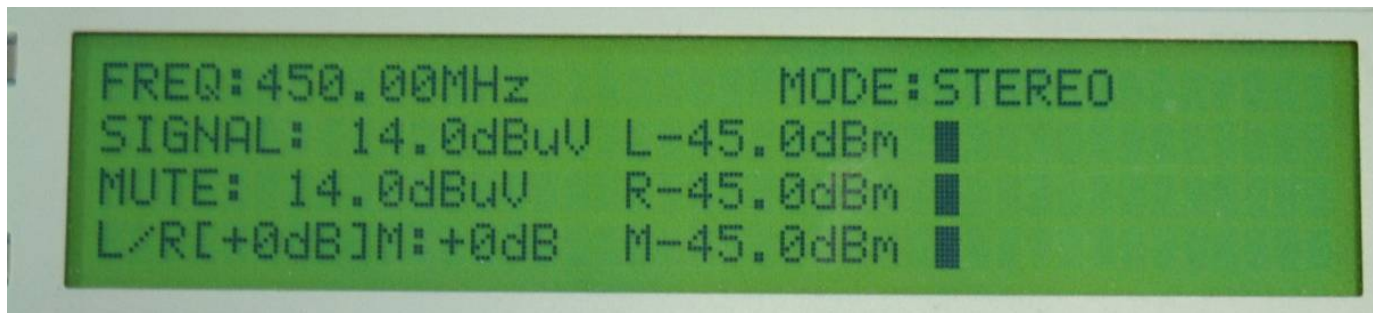 FREQ:450.00MHz MODE:STEREO
SIGNAL: 14.0dBuV L-45.0dBm
MUTE: 14.0dBuV R-45.0dBm
L/R[+0dB]M:+0dB M-45.0dBm